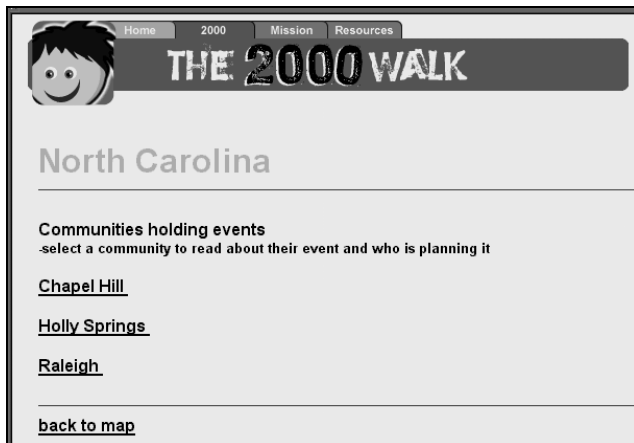 Home 2000 Mission Resources
THE 2000 WALK
North Carolina
Communities holding events
-select a community to read about their event and who is planning it
Chapel Hill
Holly Springs
Raleigh
back to map